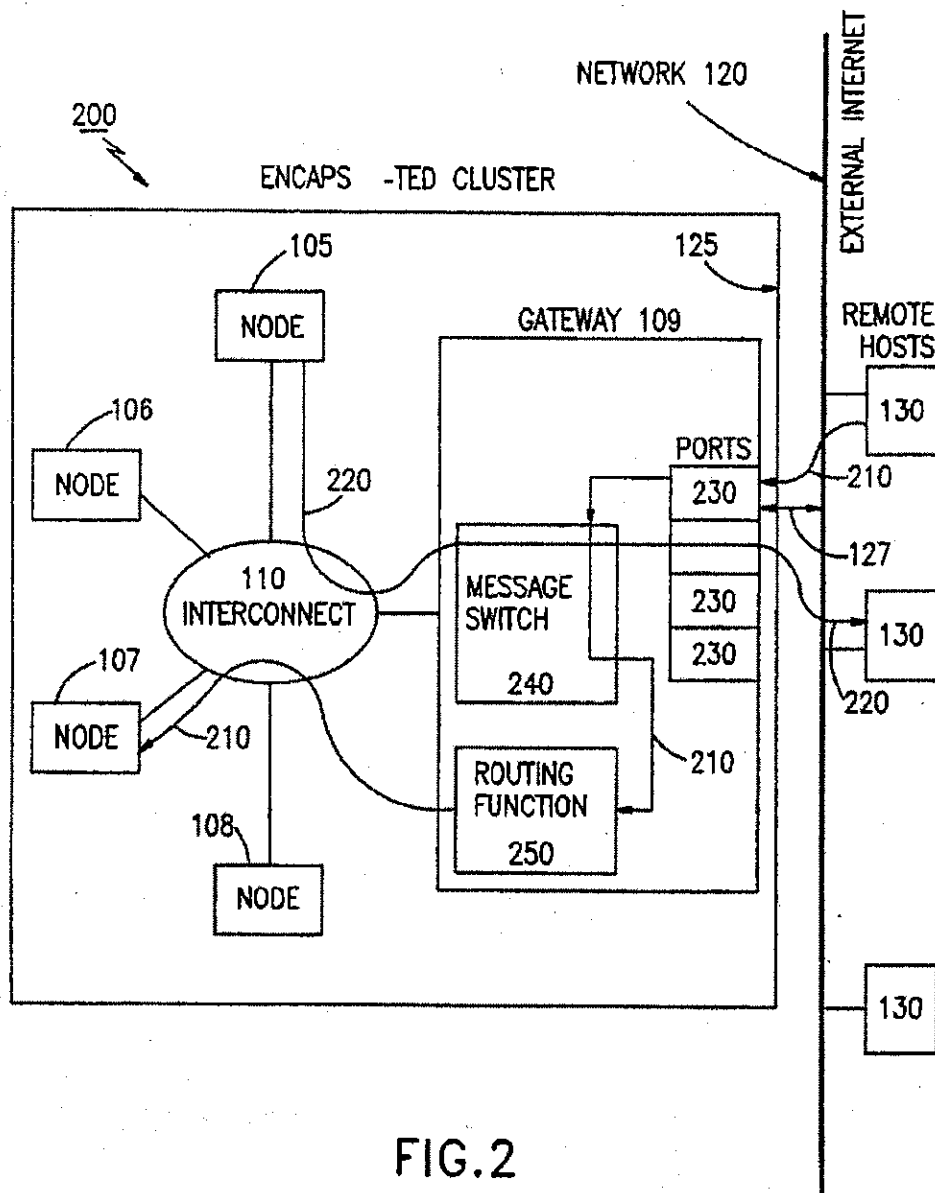 NETWORK 120
EXTERNAL INTERNET
200
ENCAPS -TED CLUSTER
105
NODE
125
GATEWAY 109
REMOTE
HOSTS
130
106
NODE
220
PORTS
230
210
127
110
INTERCONNECT
MESSAGE
SWITCH
240
230
230
130
220
107
NODE
210
210
ROUTING
FUNCTION
250
108
NODE
130
FIG.2